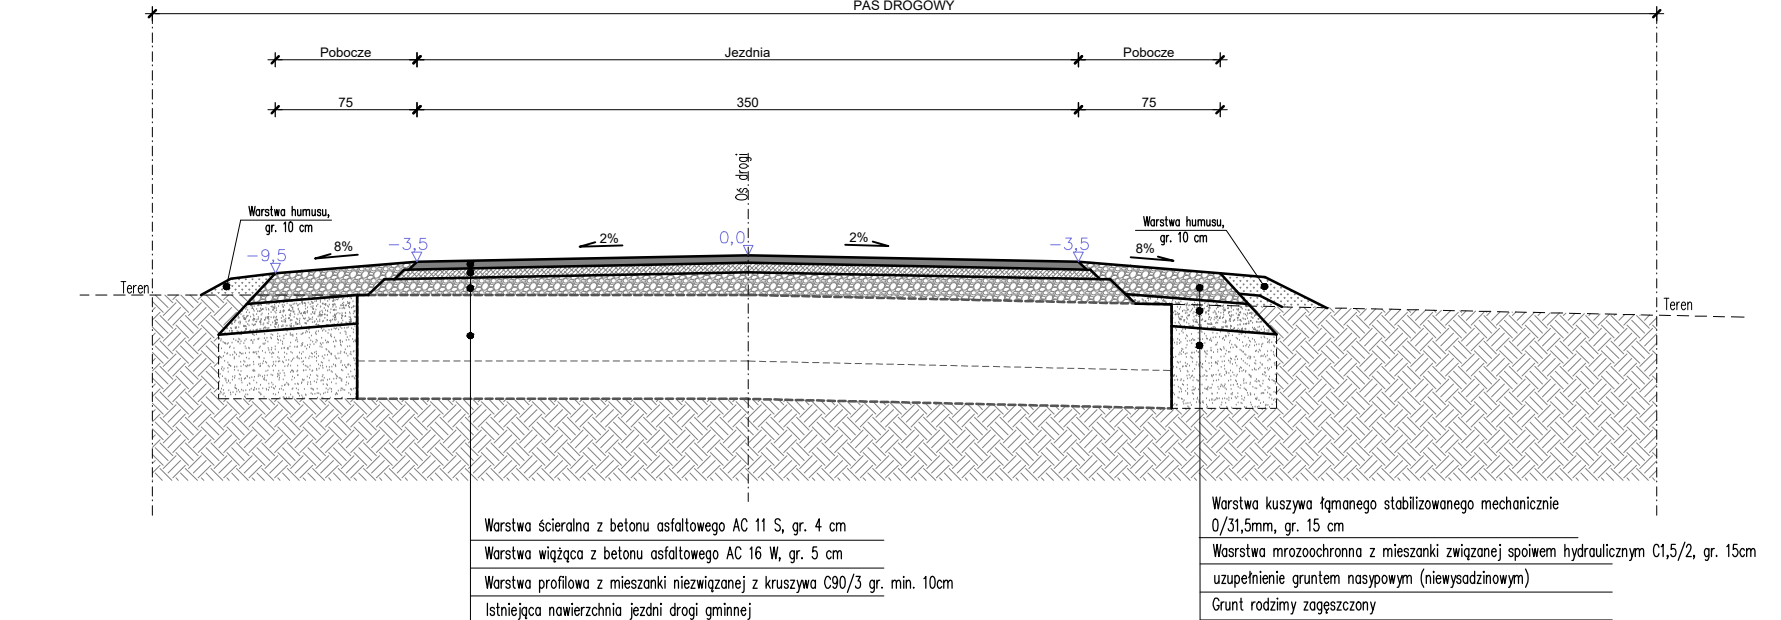 PAS DROGOWY
Pobocze
Jezdnia
Pobocze
75
350
75
Oś drogi
Warstwa humusu,
gr. 10 cm
Warstwa humusu,
gr. 10 cm
-9,5
8%
-3,5
2%
0,0
2%
-3,5
8%
Teren
Teren
Warstwa ścieralna z betonu asfaltowego AC 11 S, gr. 4 cm
Warstwa wiążąca z betonu asfaltowego AC 16 W, gr. 5 cm
Warstwa profilowa z mieszanki niezwiązanej z kruszywa C90/3 gr. min. 10cm
Istniejąca nawierzchnia jezdni drogi gminnej
Warstwa kuszywa łąmanego stabilizowanego mechanicznie
0/31,5mm, gr. 15 cm
Wasrstwa mrozoochronna z mieszanki związanej spoiwem hydraulicznym C1,5/2, gr. 15cm
uzupełnienie gruntem nasypowym (niewysadzinowym)
Grunt rodzimy zagęszczony